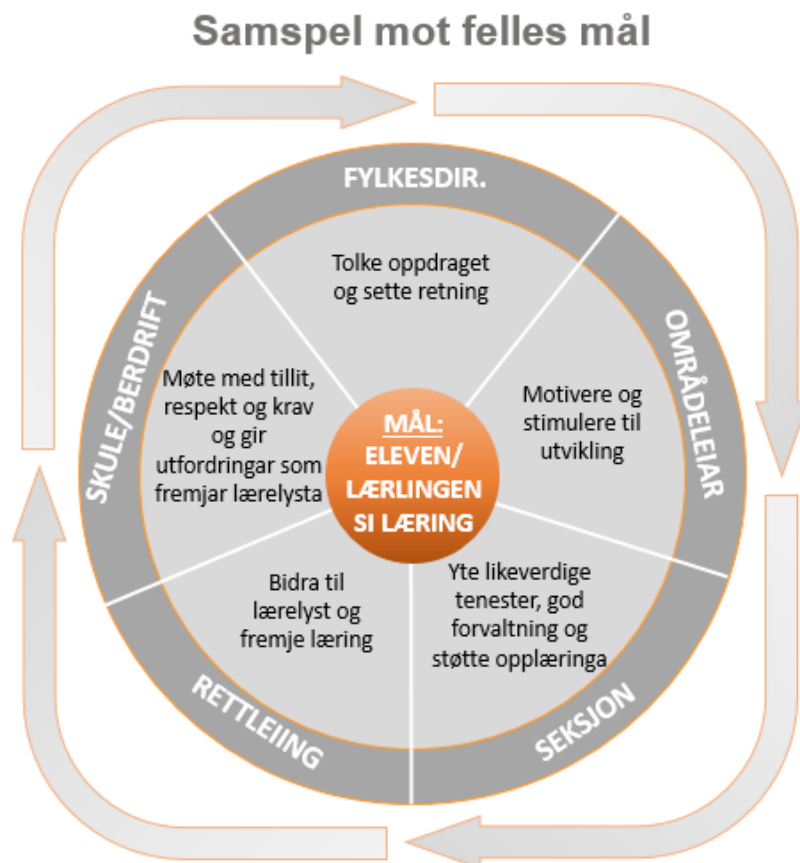 Samspel mot felles mål
FYLKESDIR.
Tolke oppdraget
og sette retning
OMRÅDELEIAR
Motivere og
stimulere til
utvikling
SEKSJON
Yte likeverdige
tenester, god
forvaltning og
støtte opplæringa
RETTLEIING
Bidra til
lærelyst og
fremje læring
SKULE/BERDRIFT
Møte med tillit,
respekt og krav
og gir
utfordringar som
fremjar lærelysta
MÅL:
ELEVEN/
LÆRLINGEN
SI LÆRING